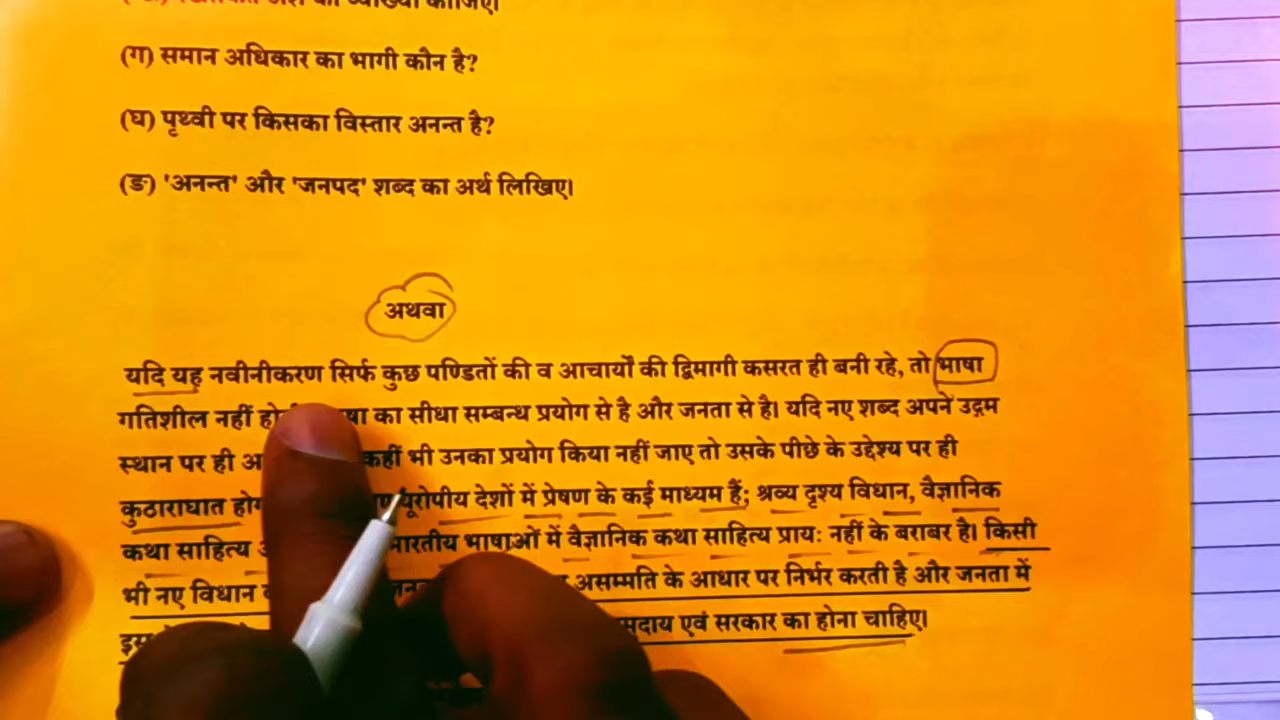 की व्याख्या कीजिए।
(ग) समान अधिकार का भागी कौन है?
(घ) पृथ्वी पर किसका विस्तार अनन्त है?
(ङ) 'अनन्त' और 'जनपद' शब्द का अर्थ लिखिए।
अथवा
यदि यह नवीनीकरण सिर्फ कुछ पण्डितों की व आचार्यों की द्विमागी कसरत ही बनी रहे, तो भाषा
गतिशील नहीं का सीधा सम्बन्ध प्रयोग से है और जनता से है। यदि नए शब्द अपने उद्गम
स्थान पर ही कहीं भी उनका प्रयोग किया नहीं जाए तो उसके पीछे के उद्देश्य पर ही
कुठाराघात यूरोपीय देशों में प्रेषण के कई माध्यम हैं; श्रव्य दृश्य विधान, वैज्ञानिक
कथा साहित्य भारतीय भाषाओं में वैज्ञानिक कथा साहित्य प्रायः नहीं के बराबर है। किसी
भी नए विधान असम्मति के आधार पर निर्भर करती है और जनता में
एवं सरकार का होना चाहिए।